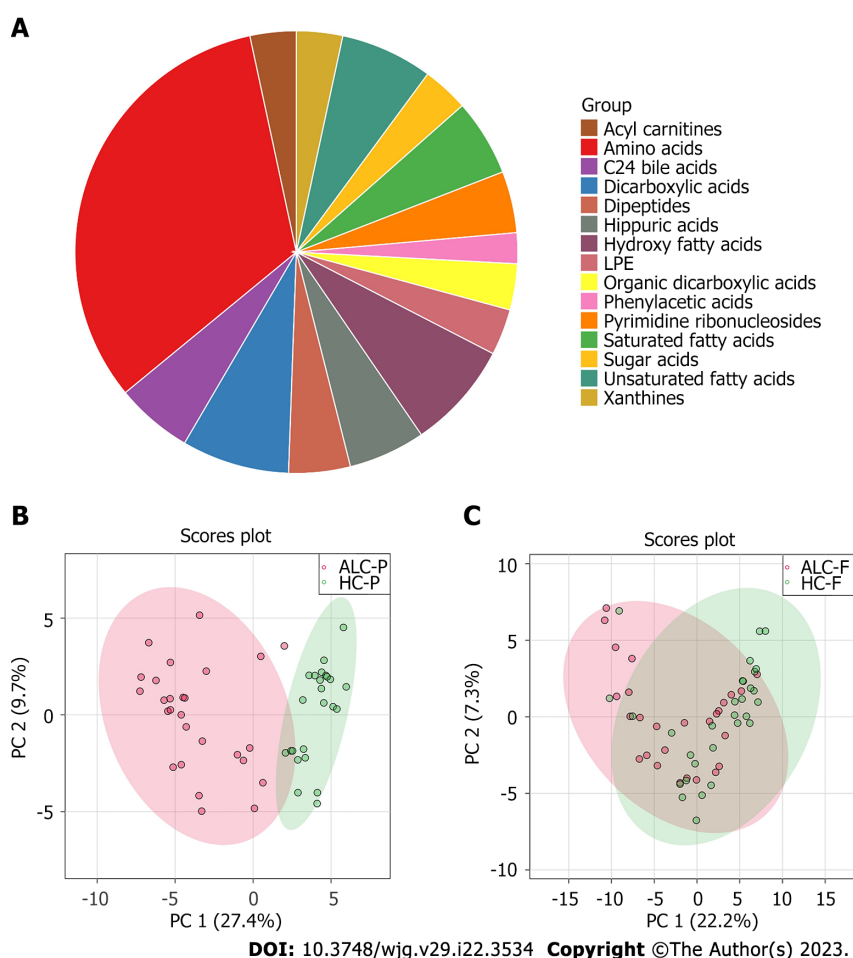 A
Group
Acyl carnitines
Amino acids
C24 bile acids
Dicarboxylic acids
Dipeptides
Hippuric acids
Hydroxy fatty acids
LPE
Organic dicarboxylic acids
Phenylacetic acids
Pyrimidine ribonucleosides
Saturated fatty acids
Sugar acids
Unsaturated fatty acids
Xanthines
B
Scores plot
ALC-P
HC-P
PC 2 (9.7%)
5
0
-5
-10 -5 0 5
PC 1 (27.4%)
C
Scores plot
ALC-F
HC-F
PC 2 (7.3%)
10
5
0
-5
-10
-15 -10 -5 0 5 10 15
PC 1 (22.2%)
DOI: 10.3748/wjg.v29.i22.3534 Copyright ©The Author(s) 2023.